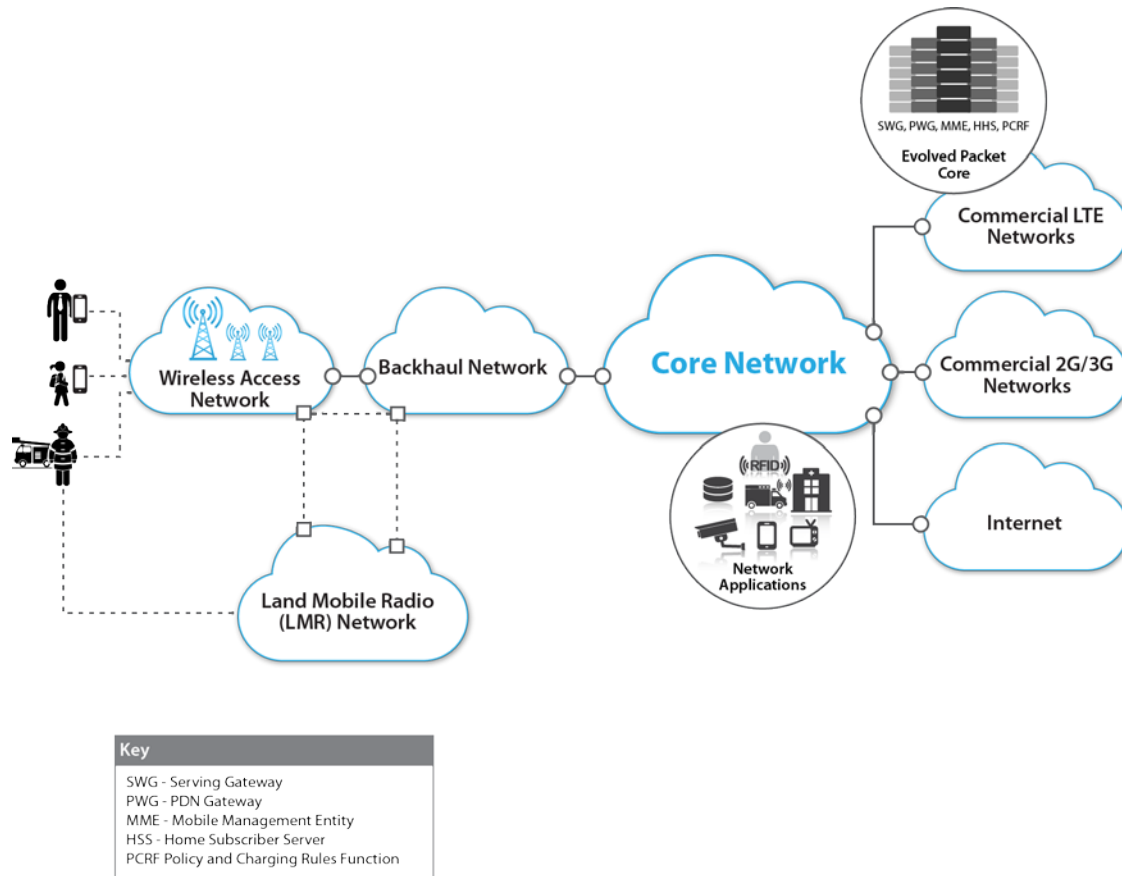 SWG, PWG, MME, HHS, PCRF
Evolved Packet
Core
Commercial LTE
Networks
Wireless Access
Network
Backhaul Network
Core Network
Commercial 2G/3G
Networks
RFID
Network
Applications
Internet
Land Mobile Radio
(LMR) Network
Key
SWG - Serving Gateway
PWG - PDN Gateway
MME - Mobile Management Entity
HSS - Home Subscriber Server
PCRF Policy and Charging Rules Function